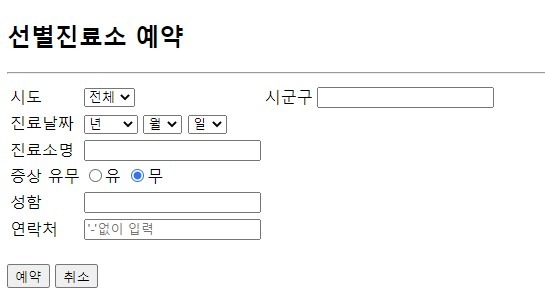 선별진료소 예약
시도 전체 시군구
진료날짜 년 월 일
진료소명
증상 유무 유 무
성함
연락처 '-'없이 입력
예약 취소